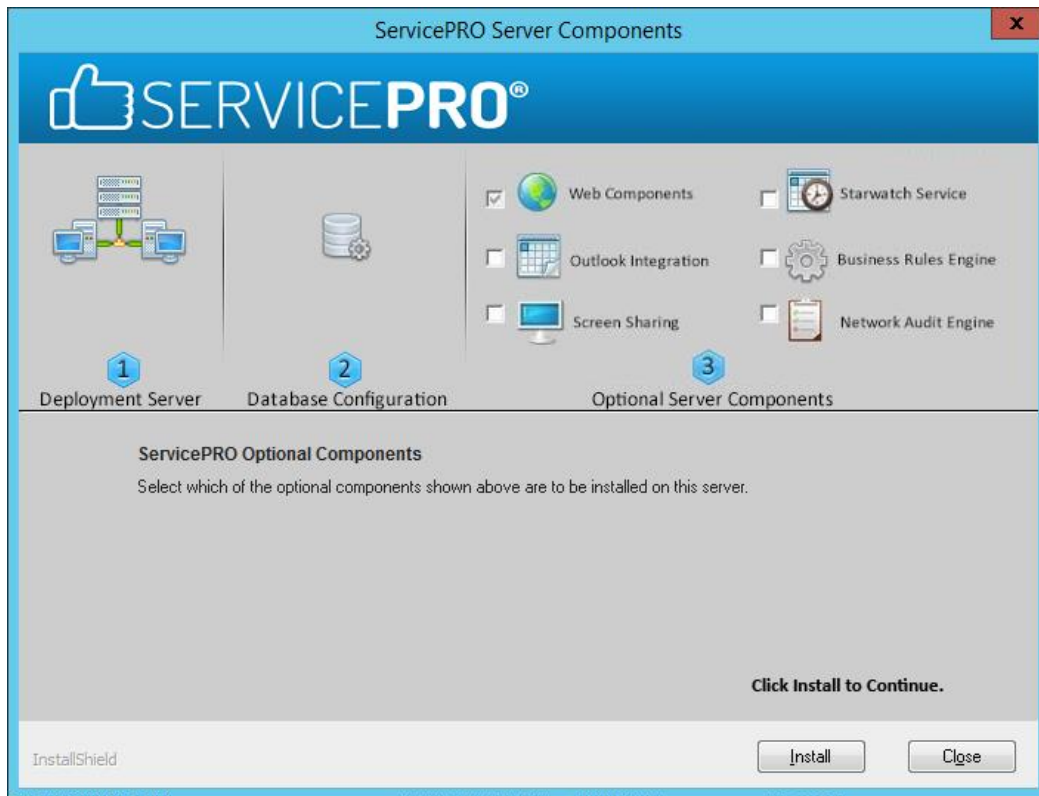 ServicePRO Server Components
x
SERVICEPRO®
Web Components
Starwatch Service
Outlook Integration
Business Rules Engine
Screen Sharing
Network Audit Engine
1
2
3
Deployment Server
Database Configuration
Optional Server Components
ServicePRO Optional Components
Select which of the optional components shown above are to be installed on this server.
Click Install to Continue.
InstallShield
Install
Close